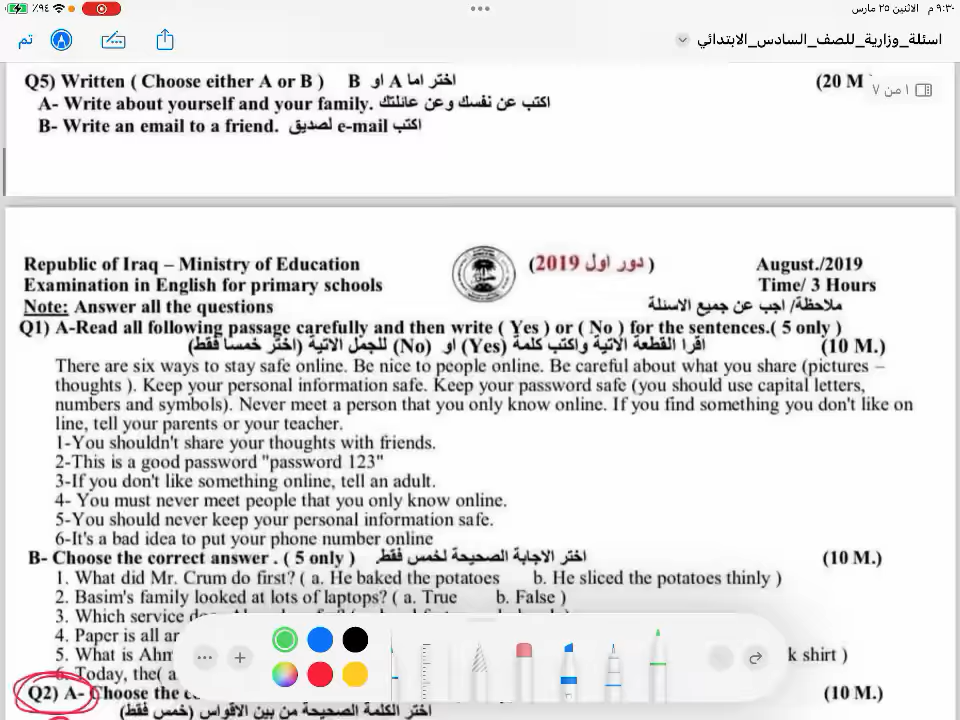 ٩:٣٠ م الاثنين ٢٥ مارس
٩٤٪
اسئلة_وزارية_للصف_السادس_الابتدائي
تم
١ من ٧
Q5) Written ( Choose either A or B ) اختر اما A او B (20 M
A- Write about yourself and your family. اكتب عن نفسك وعن عائلتك
B- Write an email to a friend. اكتب e-mail لصديق
Republic of Iraq – Ministry of Education (دور اول 2019) August./2019
Examination in English for primary schools Time/ 3 Hours
Note: Answer all the questions ملاحظة/ اجب عن جميع الاسئلة
Q1) A-Read all following passage carefully and then write ( Yes ) or ( No ) for the sentences.( 5 only )
اقرا القطعة الاتية واكتب كلمة (Yes) او (No) للجمل الاتية (اختر خمسا فقط) (10 M.)
There are six ways to stay safe online. Be nice to people online. Be careful about what you share (pictures –
thoughts ). Keep your personal information safe. Keep your password safe (you should use capital letters,
numbers and symbols). Never meet a person that you only know online. If you find something you don't like on
line, tell your parents or your teacher.
1-You shouldn't share your thoughts with friends.
2-This is a good password "password 123"
3-If you don't like something online, tell an adult.
4- You must never meet people that you only know online.
5-You should never keep your personal information safe.
6-It's a bad idea to put your phone number online
B- Choose the correct answer . ( 5 only ) اختر الاجابة الصحيحة لخمس فقط. (10 M.)
1. What did Mr. Crum do first? ( a. He baked the potatoes b. He sliced the potatoes thinly )
2. Basim's family looked at lots of laptops? ( a. True b. False )
3. Which service
4. Paper is all
5. What is k shirt )
6. Today, the( a
Q2) A- Choose the (10 M.)
اختر الكلمة الصحيحة من بين الاقواس (خمس فقط)